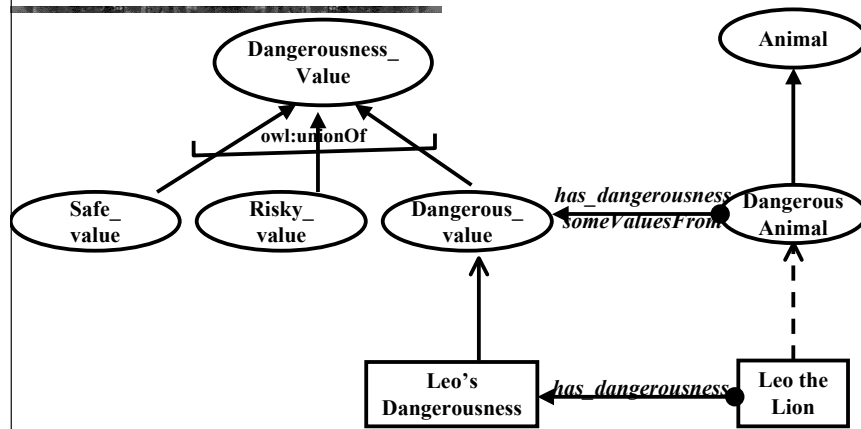 Dangerousness_
Value
Animal
owl:unionOf
Safe_
value
Risky_
value
Dangerous_
value
has_dangerousness
someValuesFrom
Dangerous
Animal
Leo's
Dangerousness
has_dangerousness
Leo the
Lion